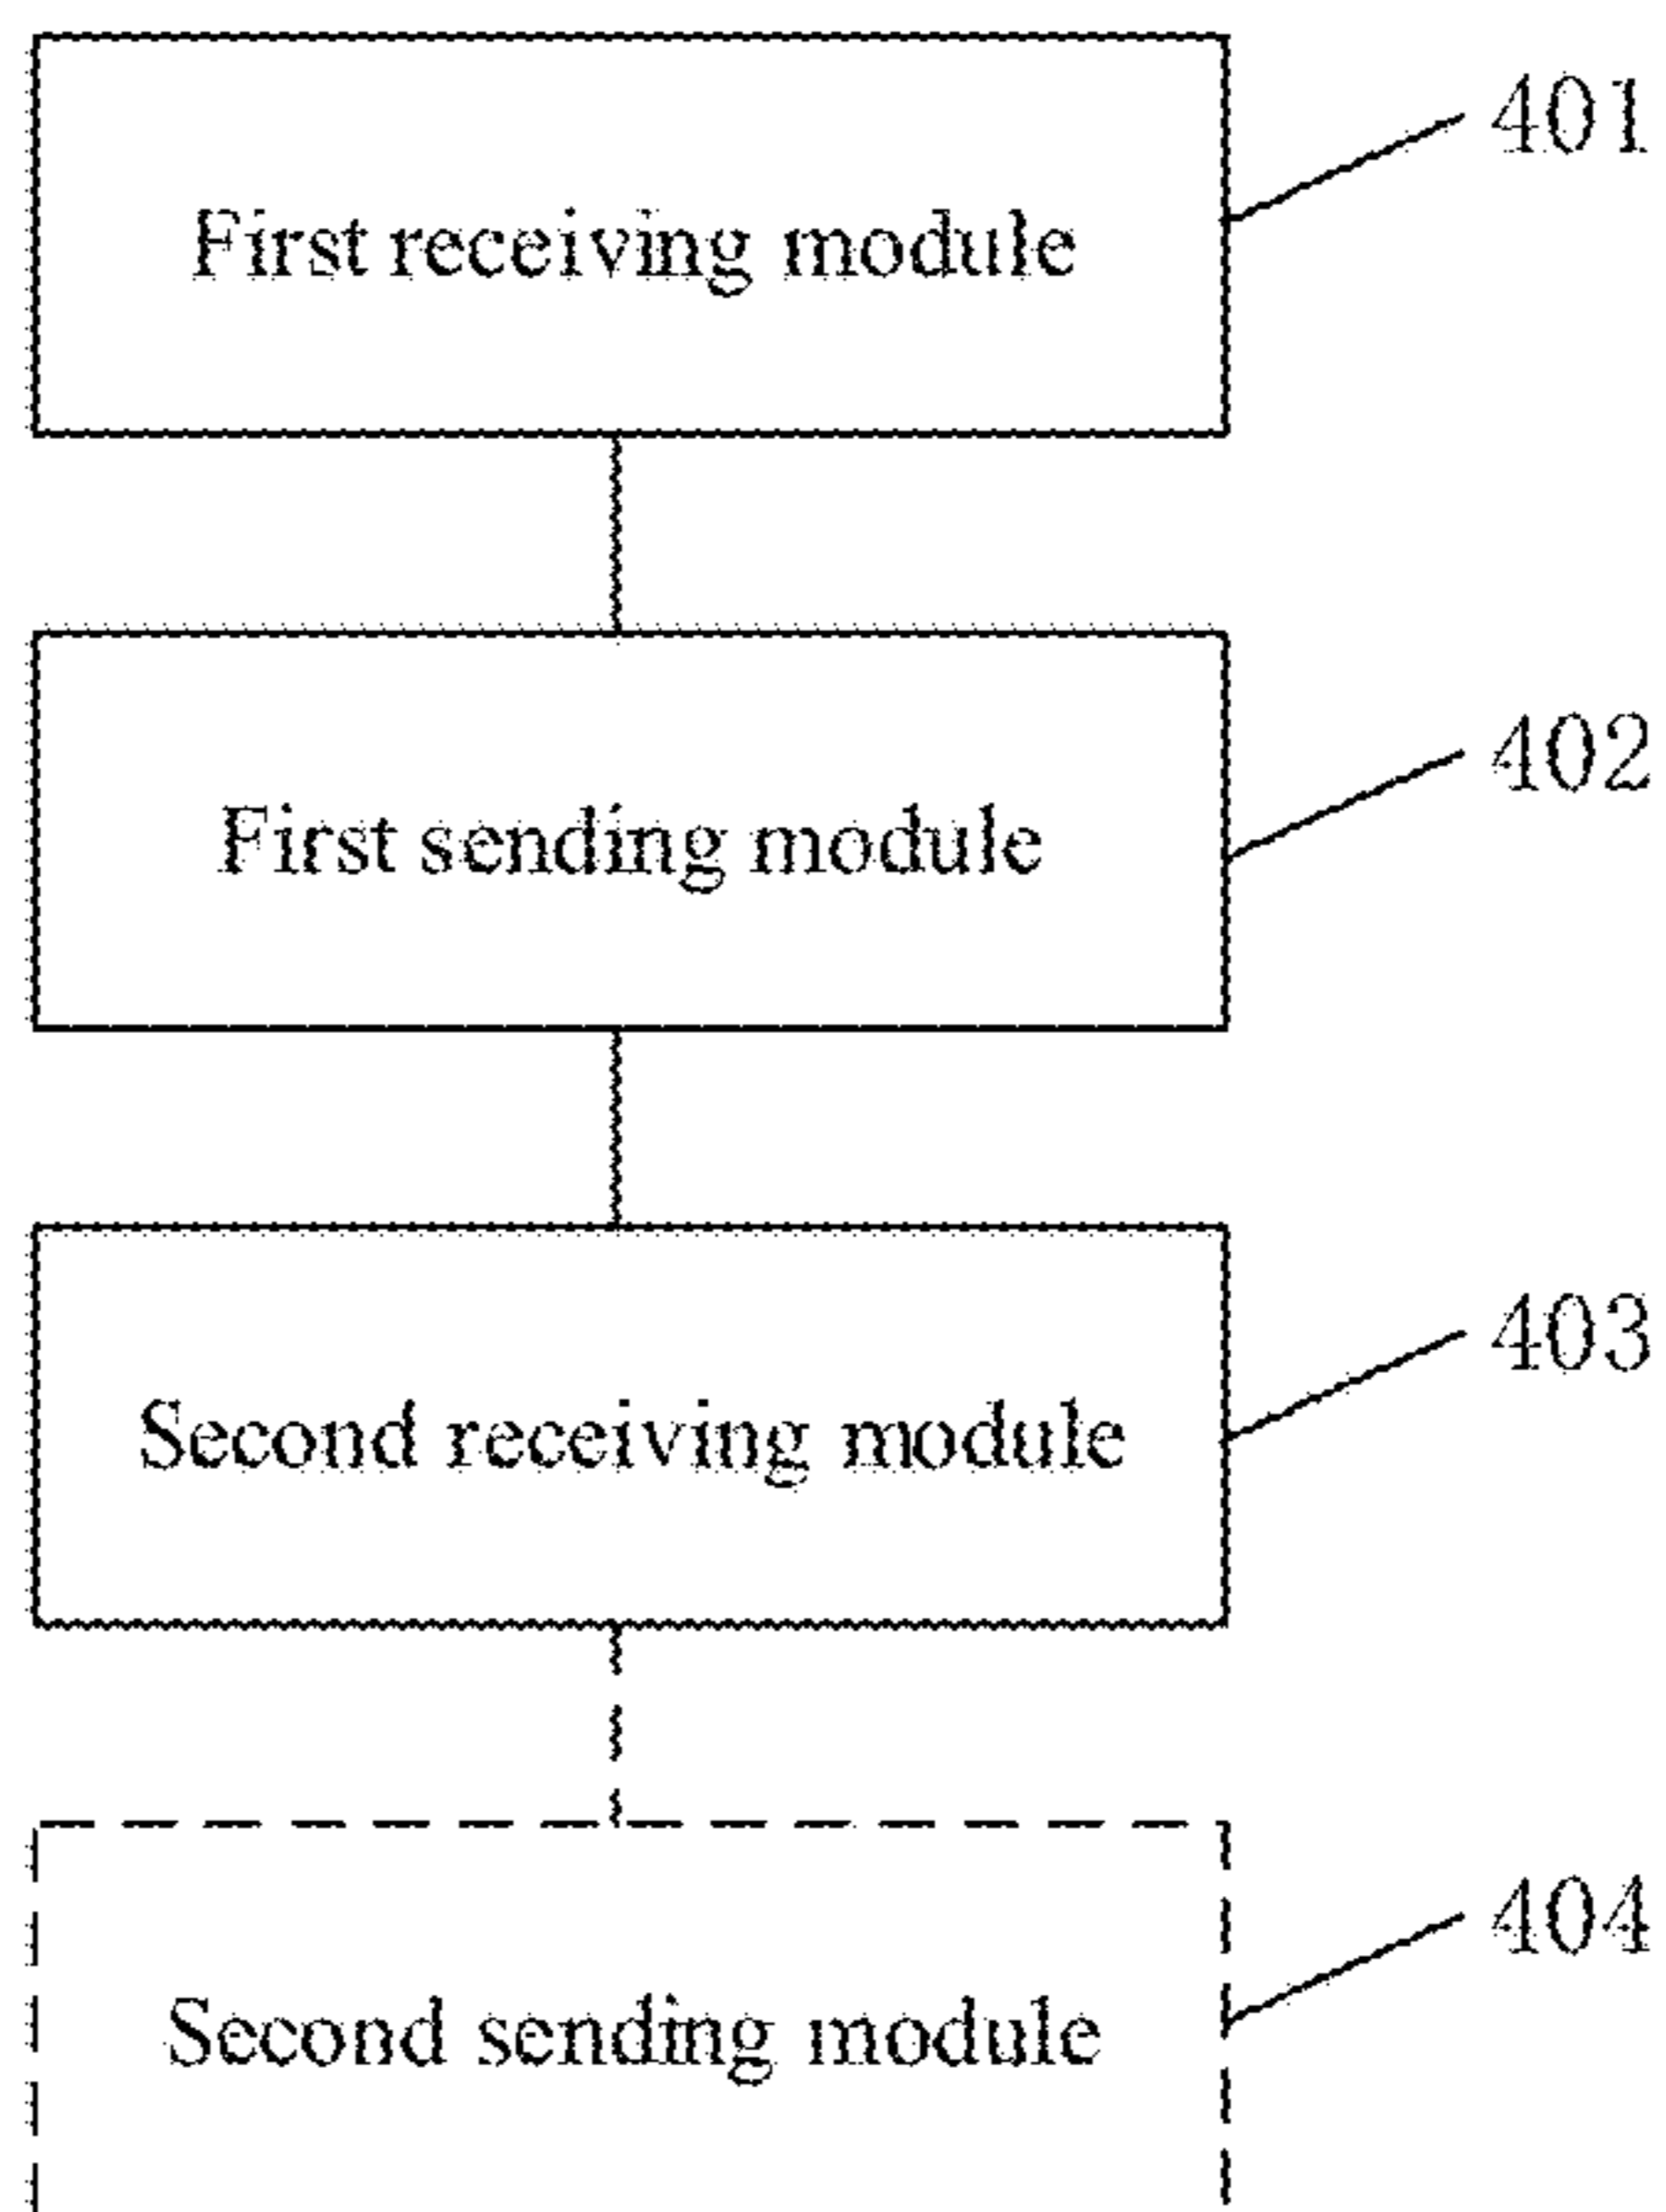 401
First receiving module
402
First sending module
403
Second receiving module
404
Second sending module